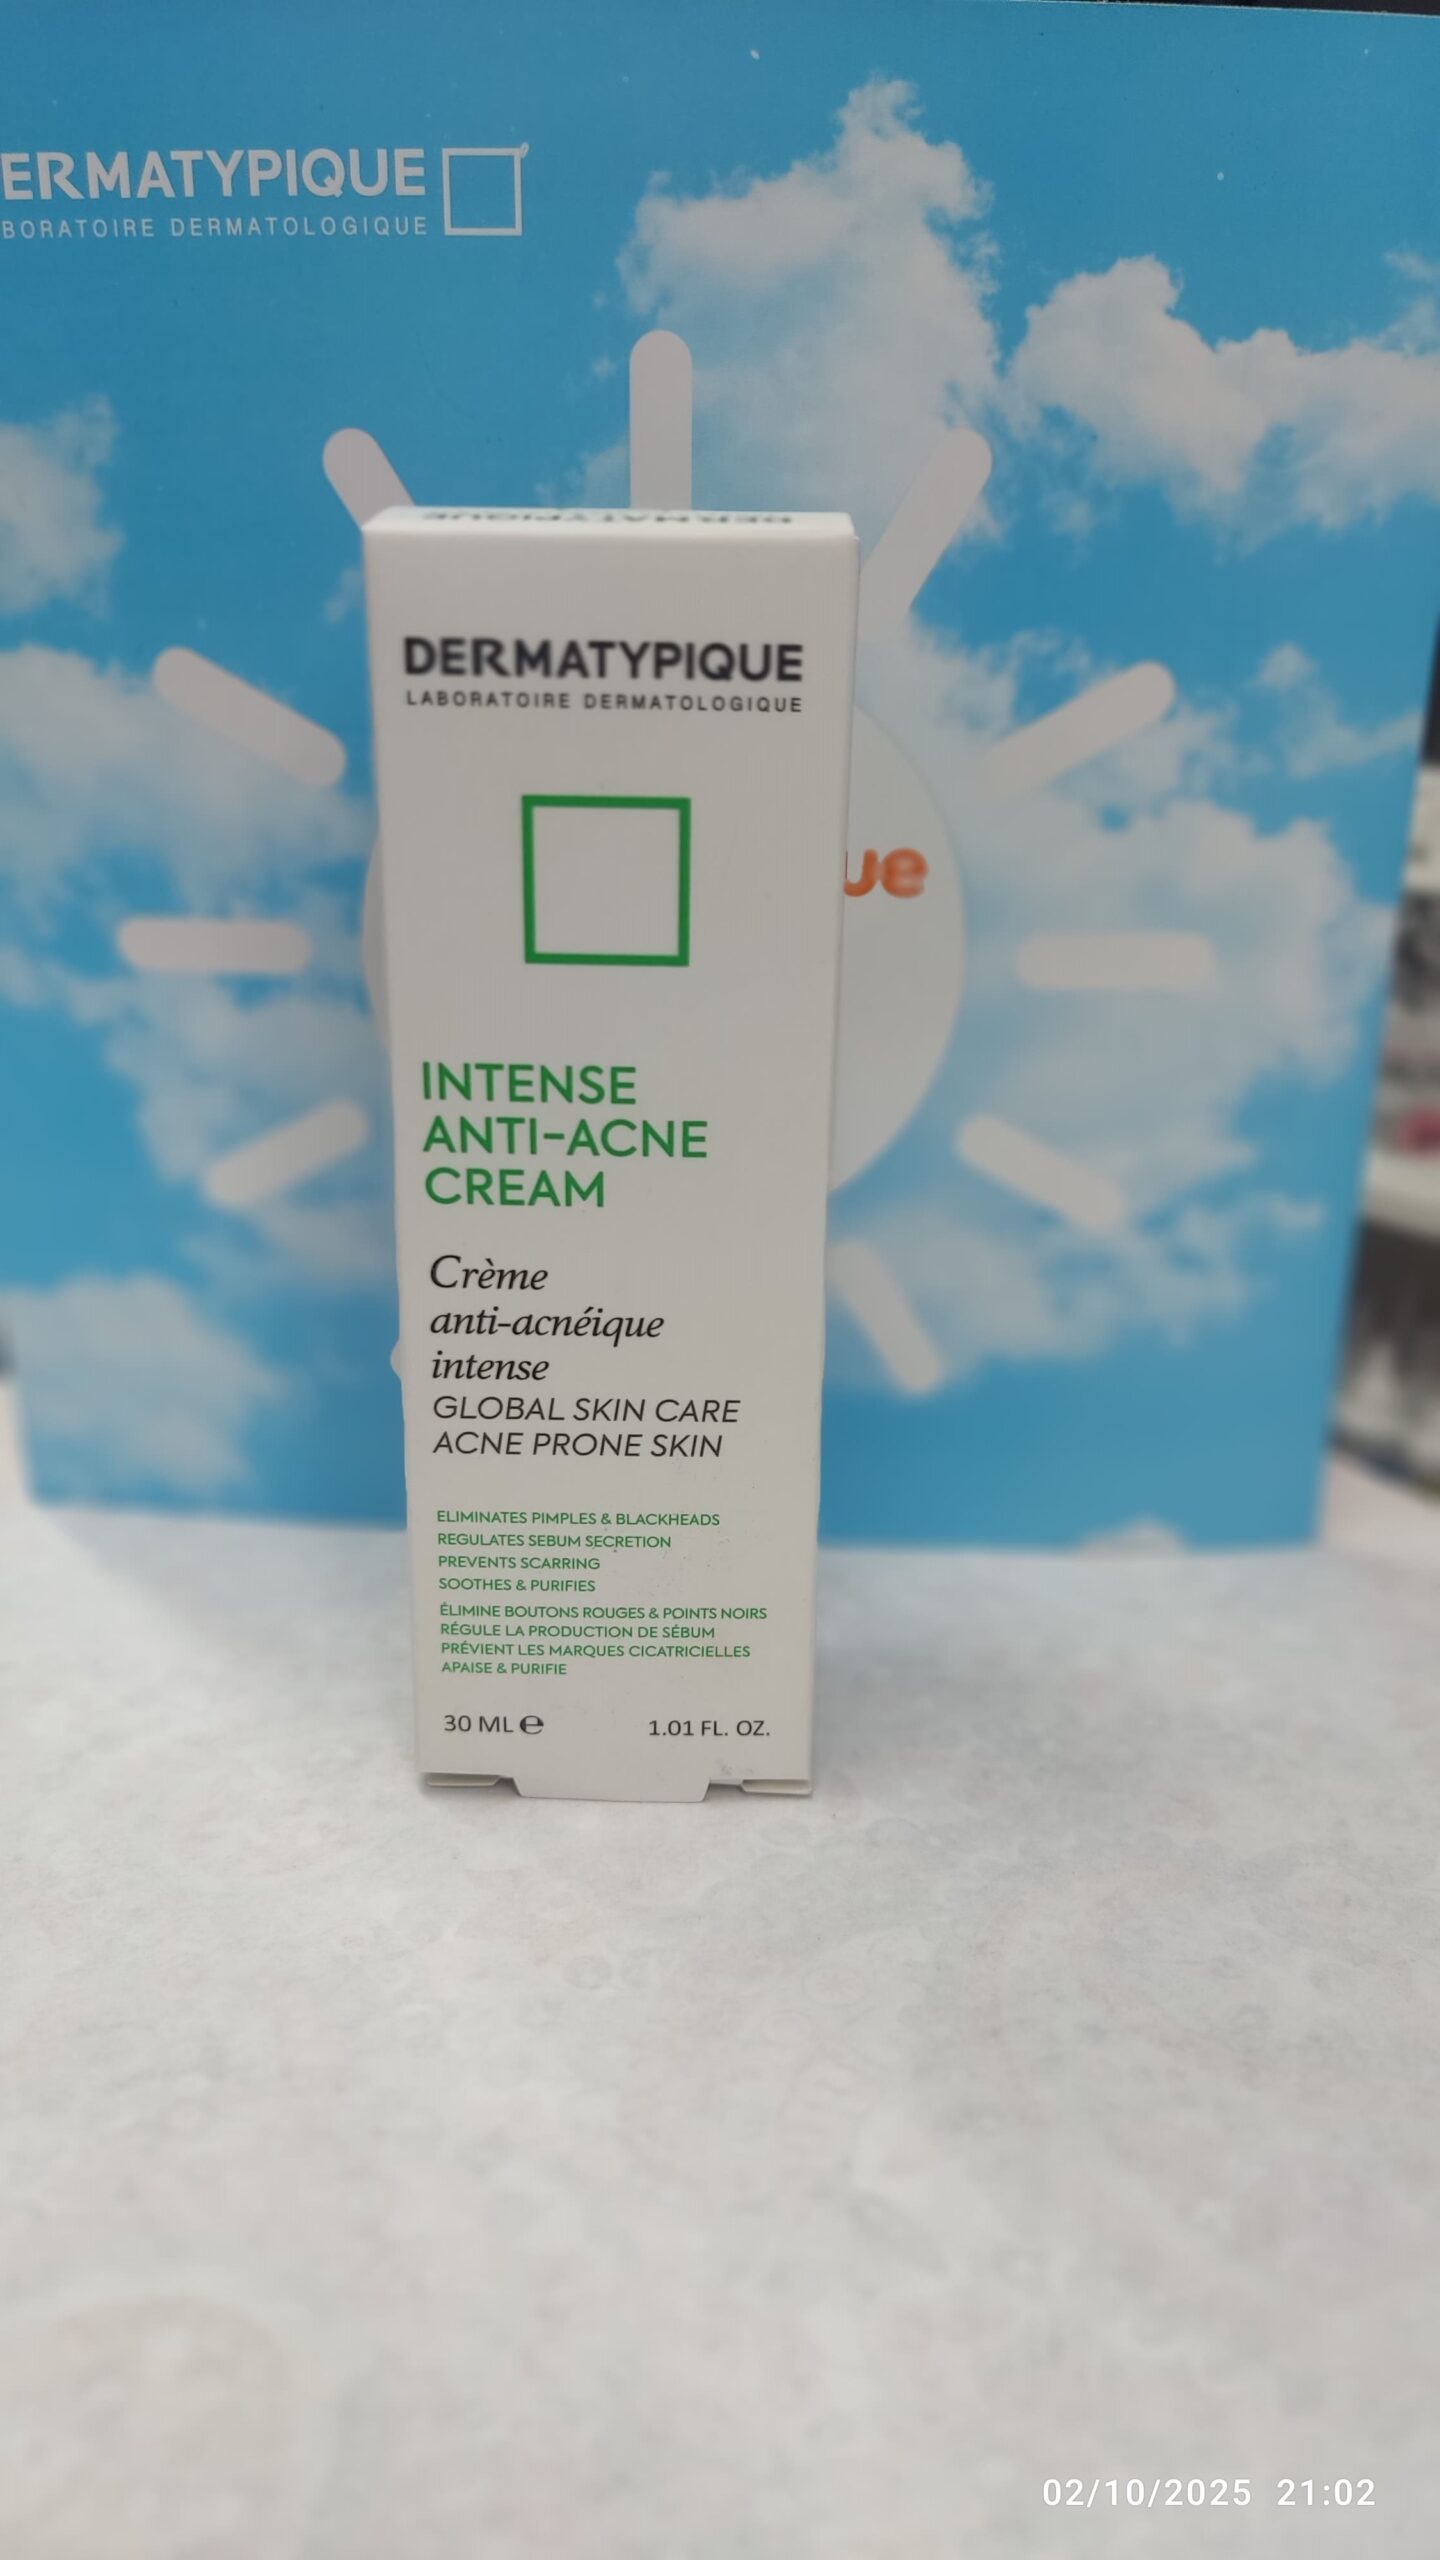 ERMATYPIQUE
BORATOIRE DERMATOLOGIQUE
DERMATYPIQUE
DERMATYPIQUE
LABORATOIRE DERMATOLOGIQUE
ue
INTENSE
ANTI-ACNE
CREAM
Crème
anti-acnéique
intense
GLOBAL SKIN CARE
ACNE PRONE SKIN
ELIMINATES PIMPLES & BLACKHEADS
REGULATES SEBUM SECRETION
PREVENTS SCARRING
SOOTHES & PURIFIES
ÉLIMINE BOUTONS ROUGES & POINTS NOIRS
RÉGULE LA PRODUCTION DE SÉBUM
PRÉVIENT LES MARQUES CICATRICIELLES
APAISE & PURIFIE
30 ML ℮ 1.01 FL. OZ.
02/10/2025 21:02